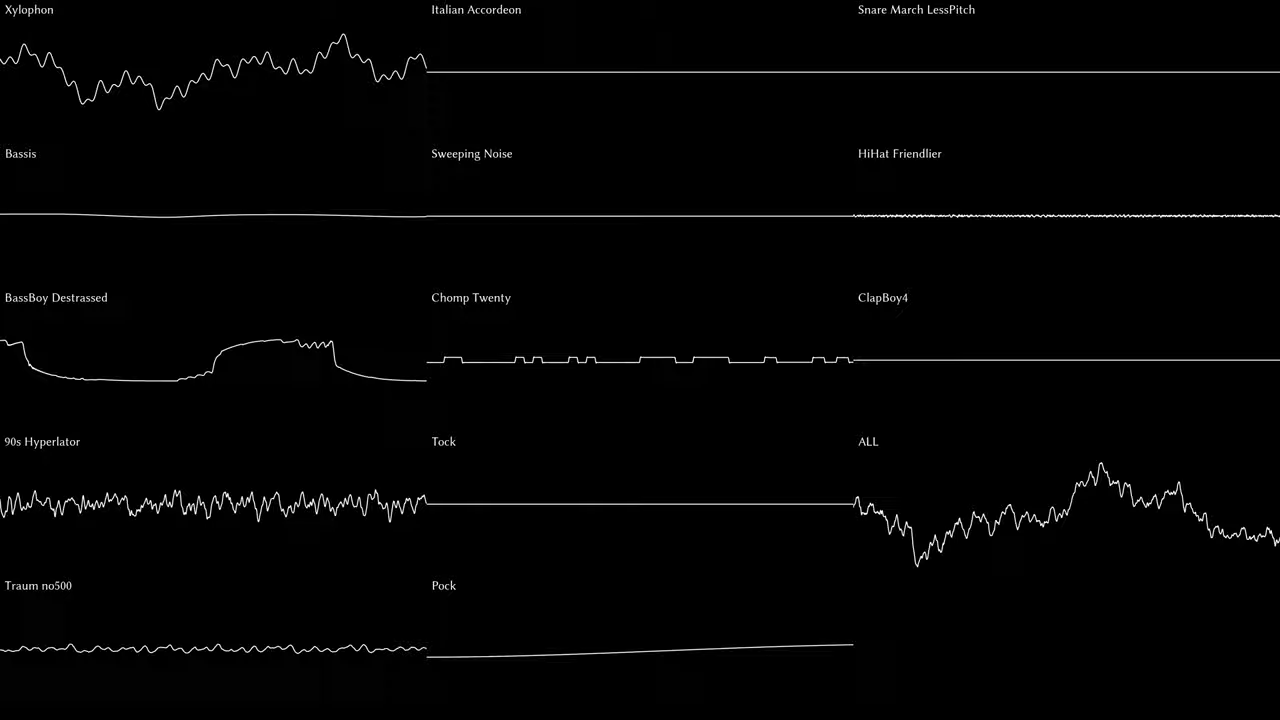 Xylophon
Italian Accordeon
Snare March LessPitch
Bassis
Sweeping Noise
HiHat Friendlier
BassBoy Destrassed
Chomp Twenty
ClapBoy4
90s Hyperlator
Tock
ALL
Traum no500
Pock